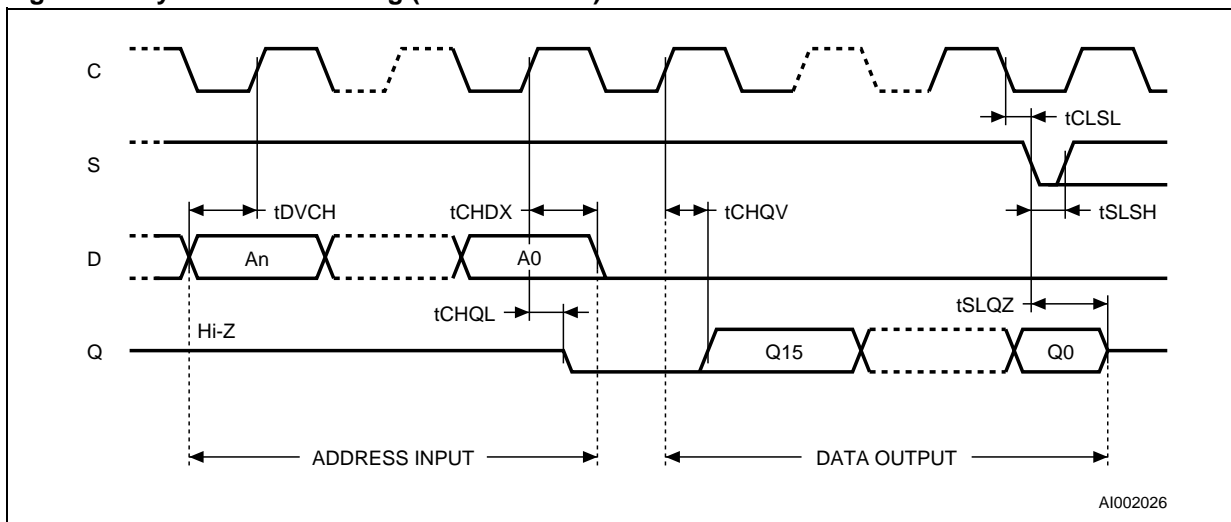 C
tCLSL
S
tDVCH
tCHDX
tCHQV
tSLSH
D
An
A0
tCHQL
tSLQZ
Hi-Z
Q
Q15
Q0
ADDRESS INPUT
DATA OUTPUT
AI002026